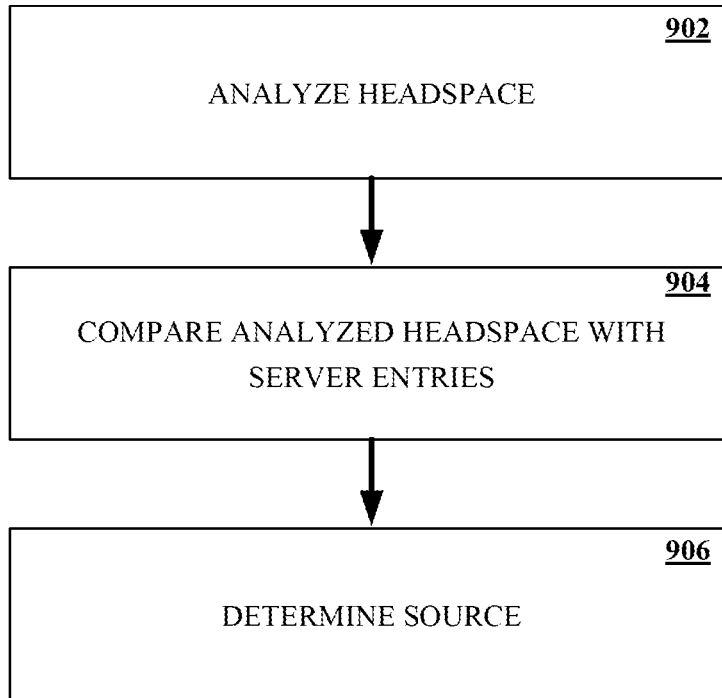 902
ANALYZE HEADSPACE
904
COMPARE ANALYZED HEADSPACE WITH
SERVER ENTRIES
906
DETERMINE SOURCE